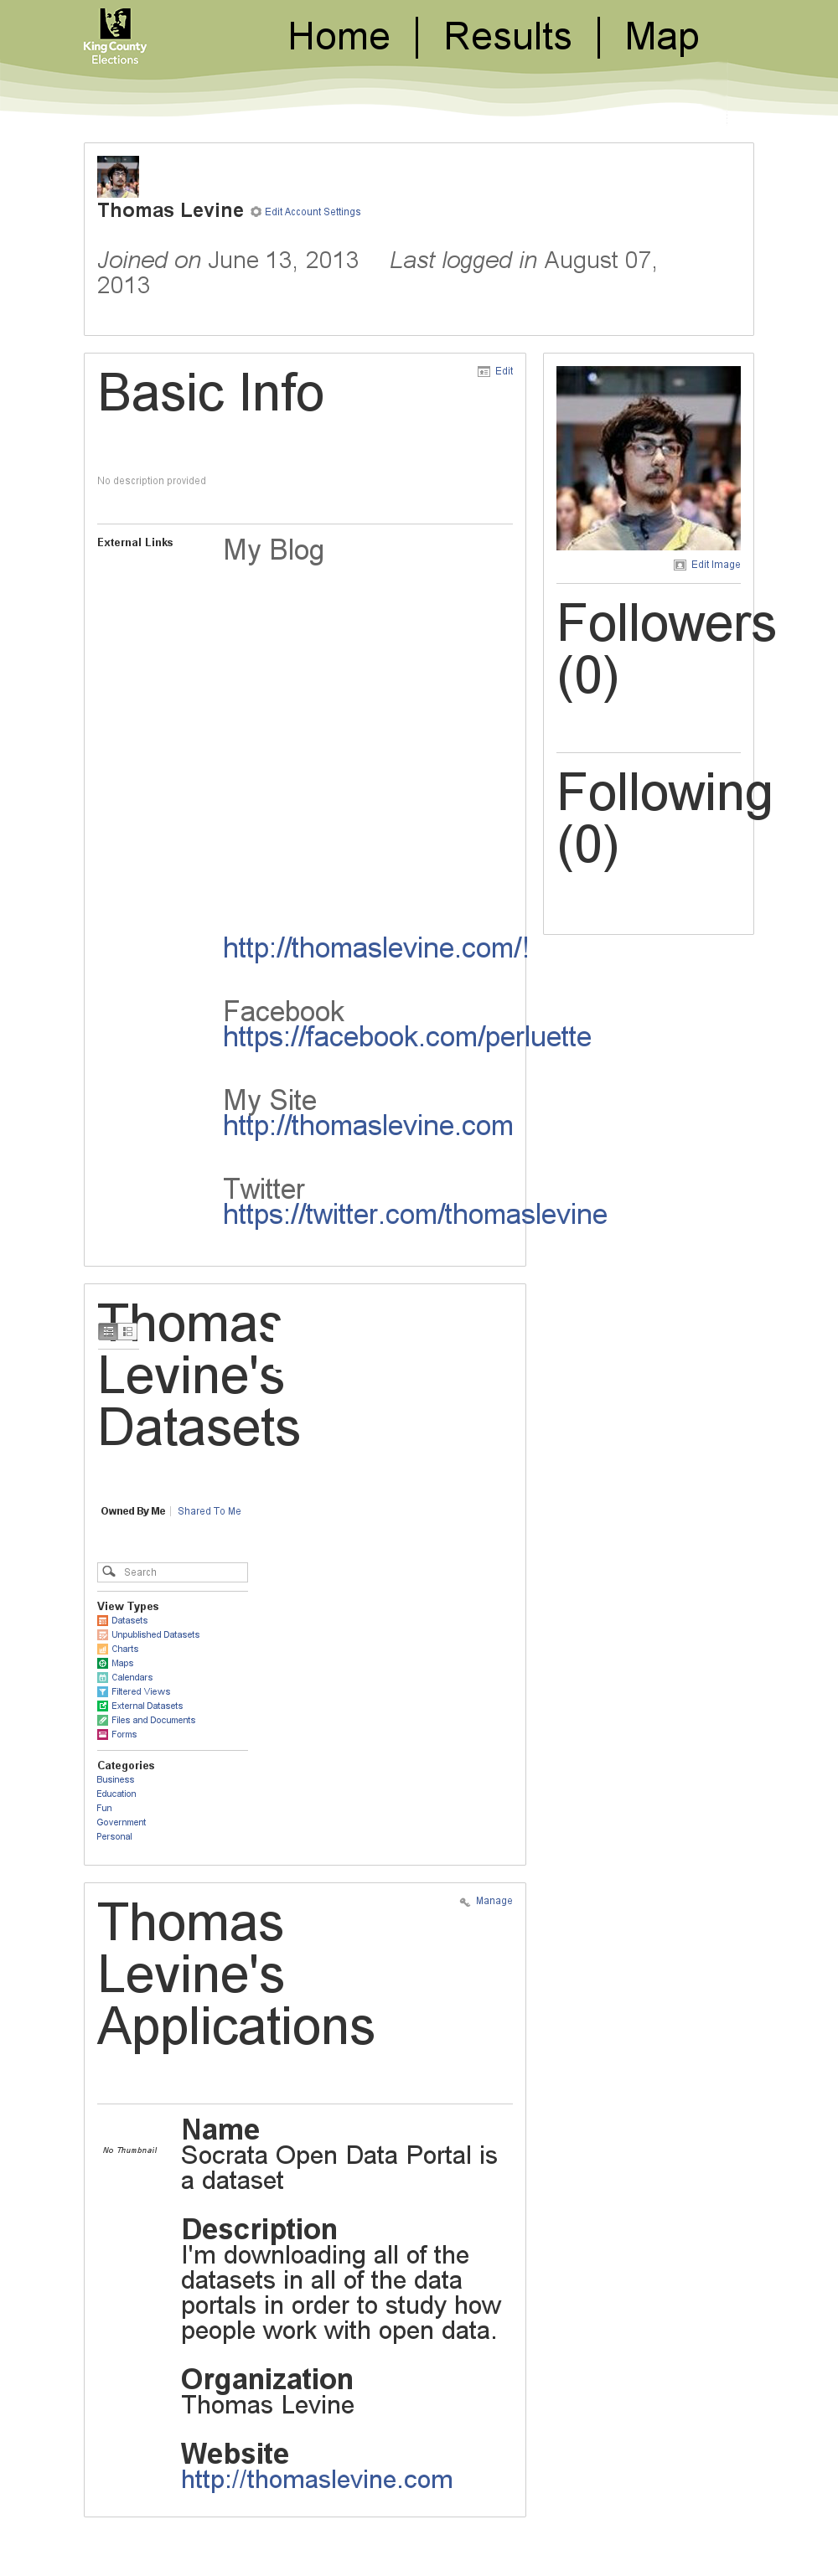 King County
Elections
Home | Results | Map
Thomas Levine Edit Account Settings
Joined on June 13, 2013 Last logged in August 07,
2013
Basic Info
Edit
No description provided
External Links
My Blog
http://thomaslevine.com/!
Facebook
https://facebook.com/perluette
My Site
http://thomaslevine.com
Twitter
https://twitter.com/thomaslevine
Edit Image
Followers
(0)
Following
(0)
Thomas
Levine's
Datasets
Owned By Me | Shared To Me
Search
View Types
Datasets
Unpublished Datasets
Charts
Maps
Calendars
Filtered Views
External Datasets
Files and Documents
Forms
Categories
Business
Education
Fun
Government
Personal
Manage
Thomas
Levine's
Applications
No Thumbnail
Name
Socrata Open Data Portal is
a dataset
Description
I'm downloading all of the
datasets in all of the data
portals in order to study how
people work with open data.
Organization
Thomas Levine
Website
http://thomaslevine.com